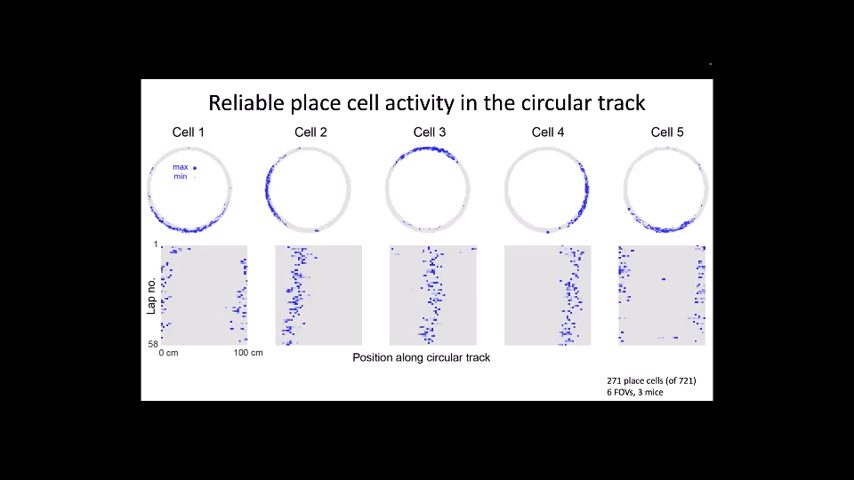 Reliable place cell activity in the circular track
Cell 1 Cell 2 Cell 3 Cell 4 Cell 5
max
min
1
Lap no.
58
0 cm 100 cm
Position along circular track
271 place cells (of 721)
6 FOVs, 3 mice